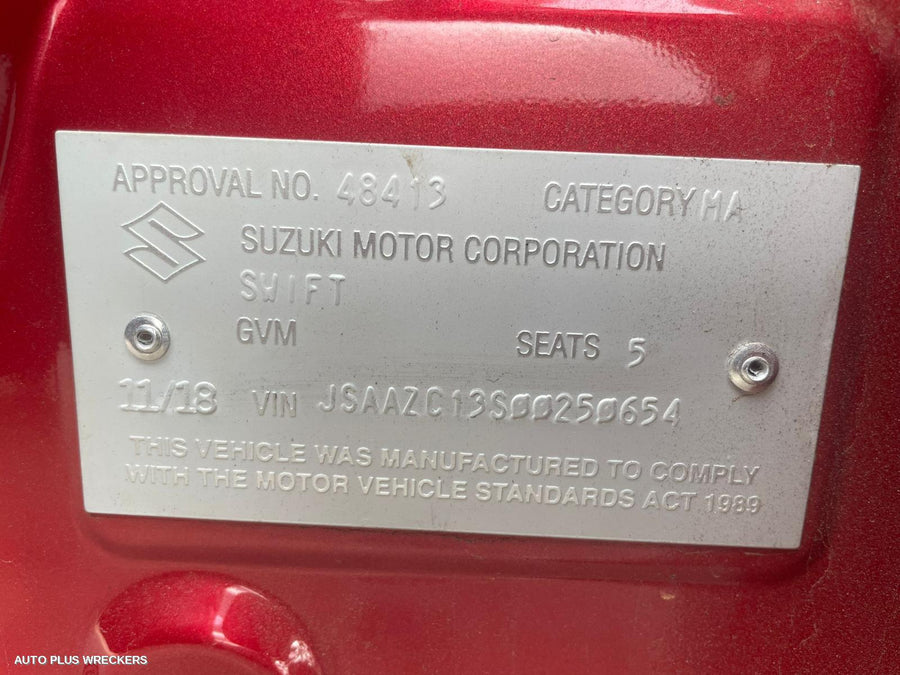 APPROVAL NO. 48413 CATEGORY MA
SUZUKI MOTOR CORPORATION
SWIFT
GVM SEATS 5
11/18 VIN JSAAZC13S00250654
THIS VEHICLE WAS MANUFACTURED TO COMPLY
WITH THE MOTOR VEHICLE STANDARDS ACT 1989
AUTO PLUS WRECKERS